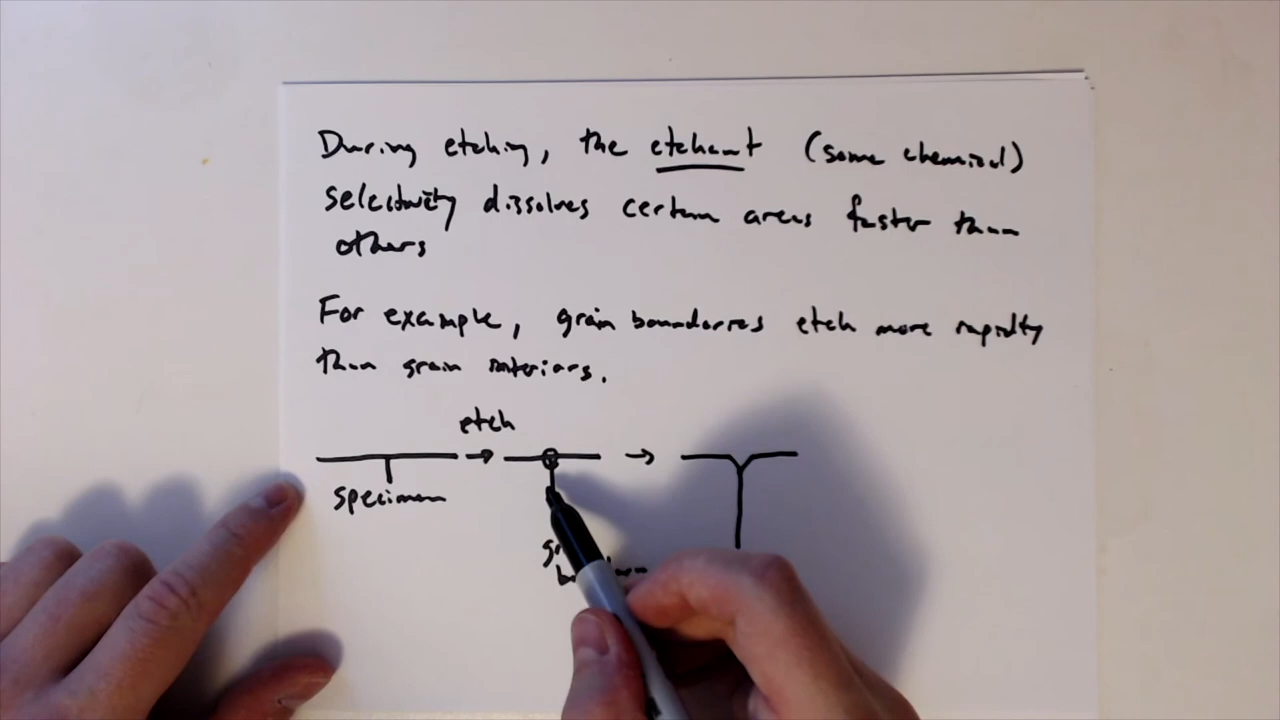 During etching, the etchant (some chemical)
selectivity dissolves certain areas faster than
others
For example, grain boundaries etch more rapidly
than grain interiors.
etch
specimen